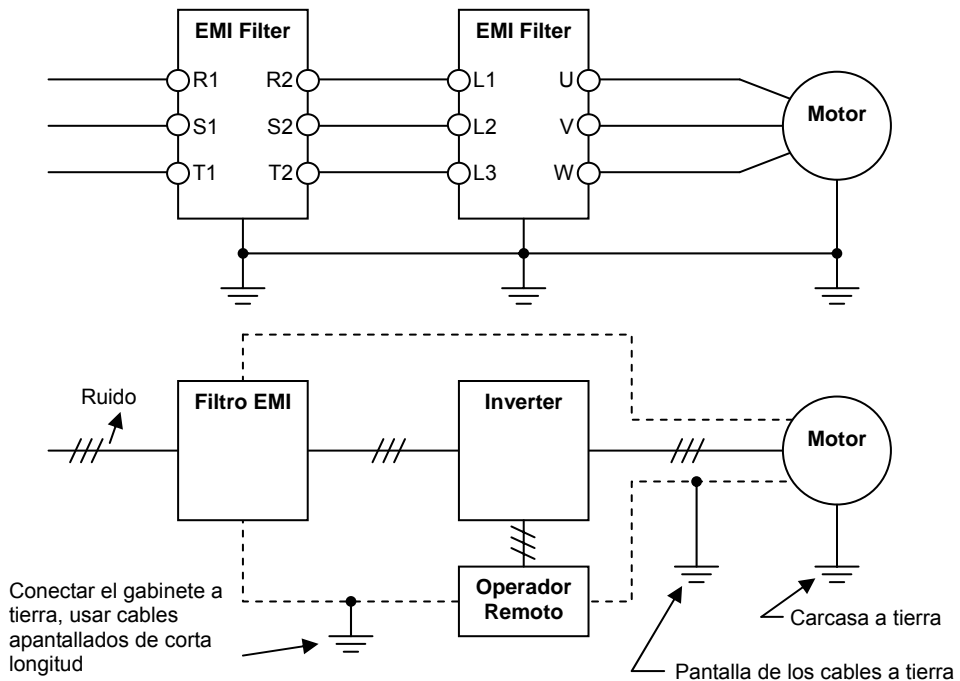 EMI Filter
EMI Filter
R1
R2
L1
U
Motor
S1
S2
L2
V
T1
T2
L3
W
Ruido
Filtro EMI
Inverter
Motor
Operador
Remoto
Conectar el gabinete a
tierra, usar cables
apantallados de corta
longitud
Carcasa a tierra
Pantalla de los cables a tierra